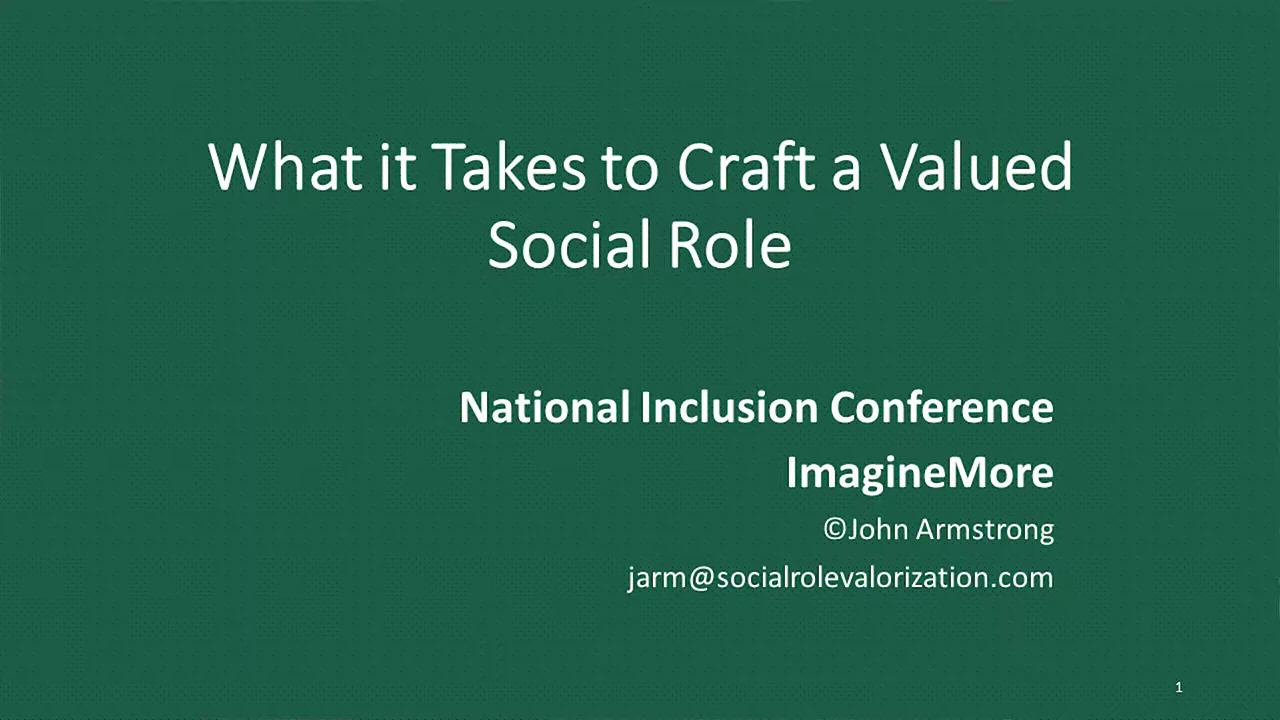 What it Takes to Craft a Valued
Social Role
National Inclusion Conference
ImagineMore
©John Armstrong
jarm@socialrolevalorization.com
1